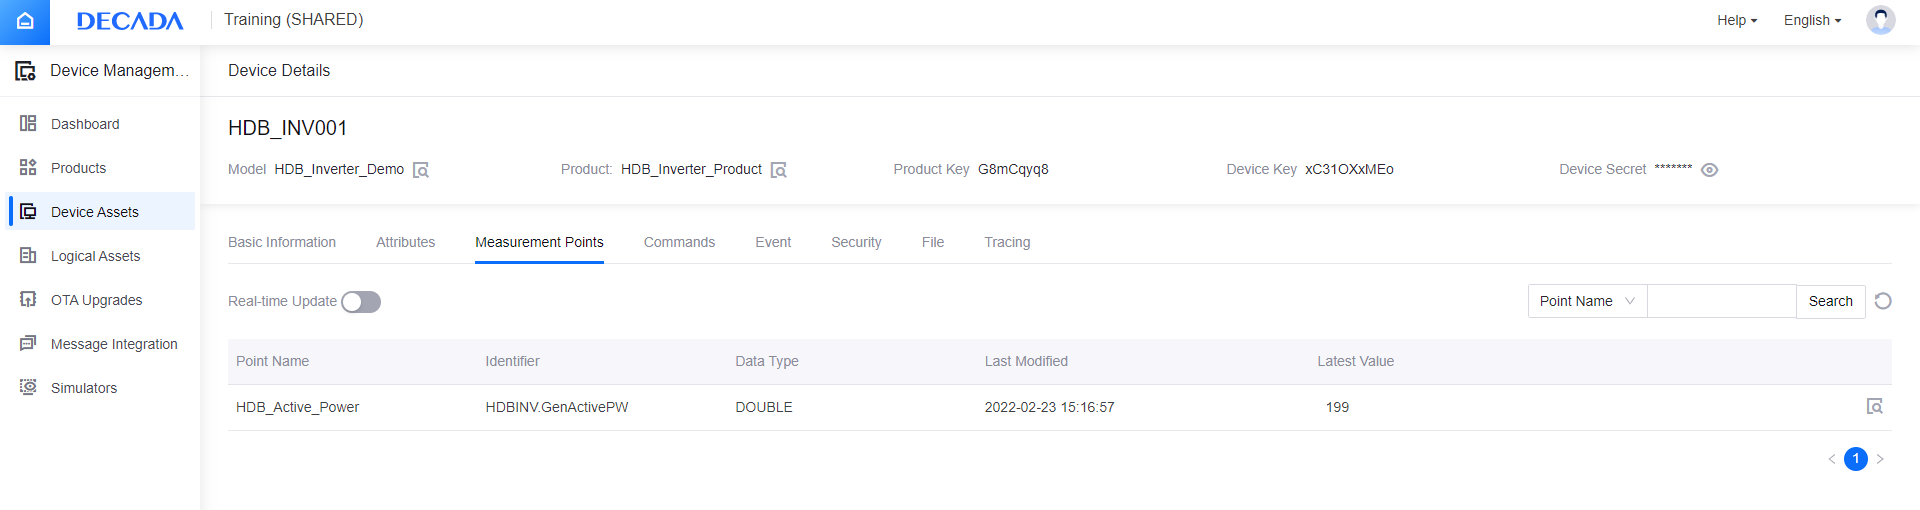 DECADA Training (SHARED) Help English
Device Managem...
Dashboard
Products
Device Assets
Logical Assets
OTA Upgrades
Message Integration
Simulators
Device Details
HDB_INV001
Model HDB_Inverter_Demo Product: HDB_Inverter_Product Product Key G8mCqyq8 Device Key xC31OXxMEo Device Secret *******
Basic Information Attributes Measurement Points Commands Event Security File Tracing
Real-time Update Point Name Search
Point Name Identifier Data Type Last Modified Latest Value
HDB_Active_Power HDBINV.GenActivePW DOUBLE 2022-02-23 15:16:57 199
< 1 >